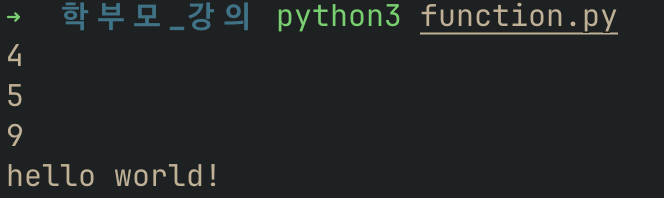 → 학부모_강의 python3 function.py
4
5
9
hello world!